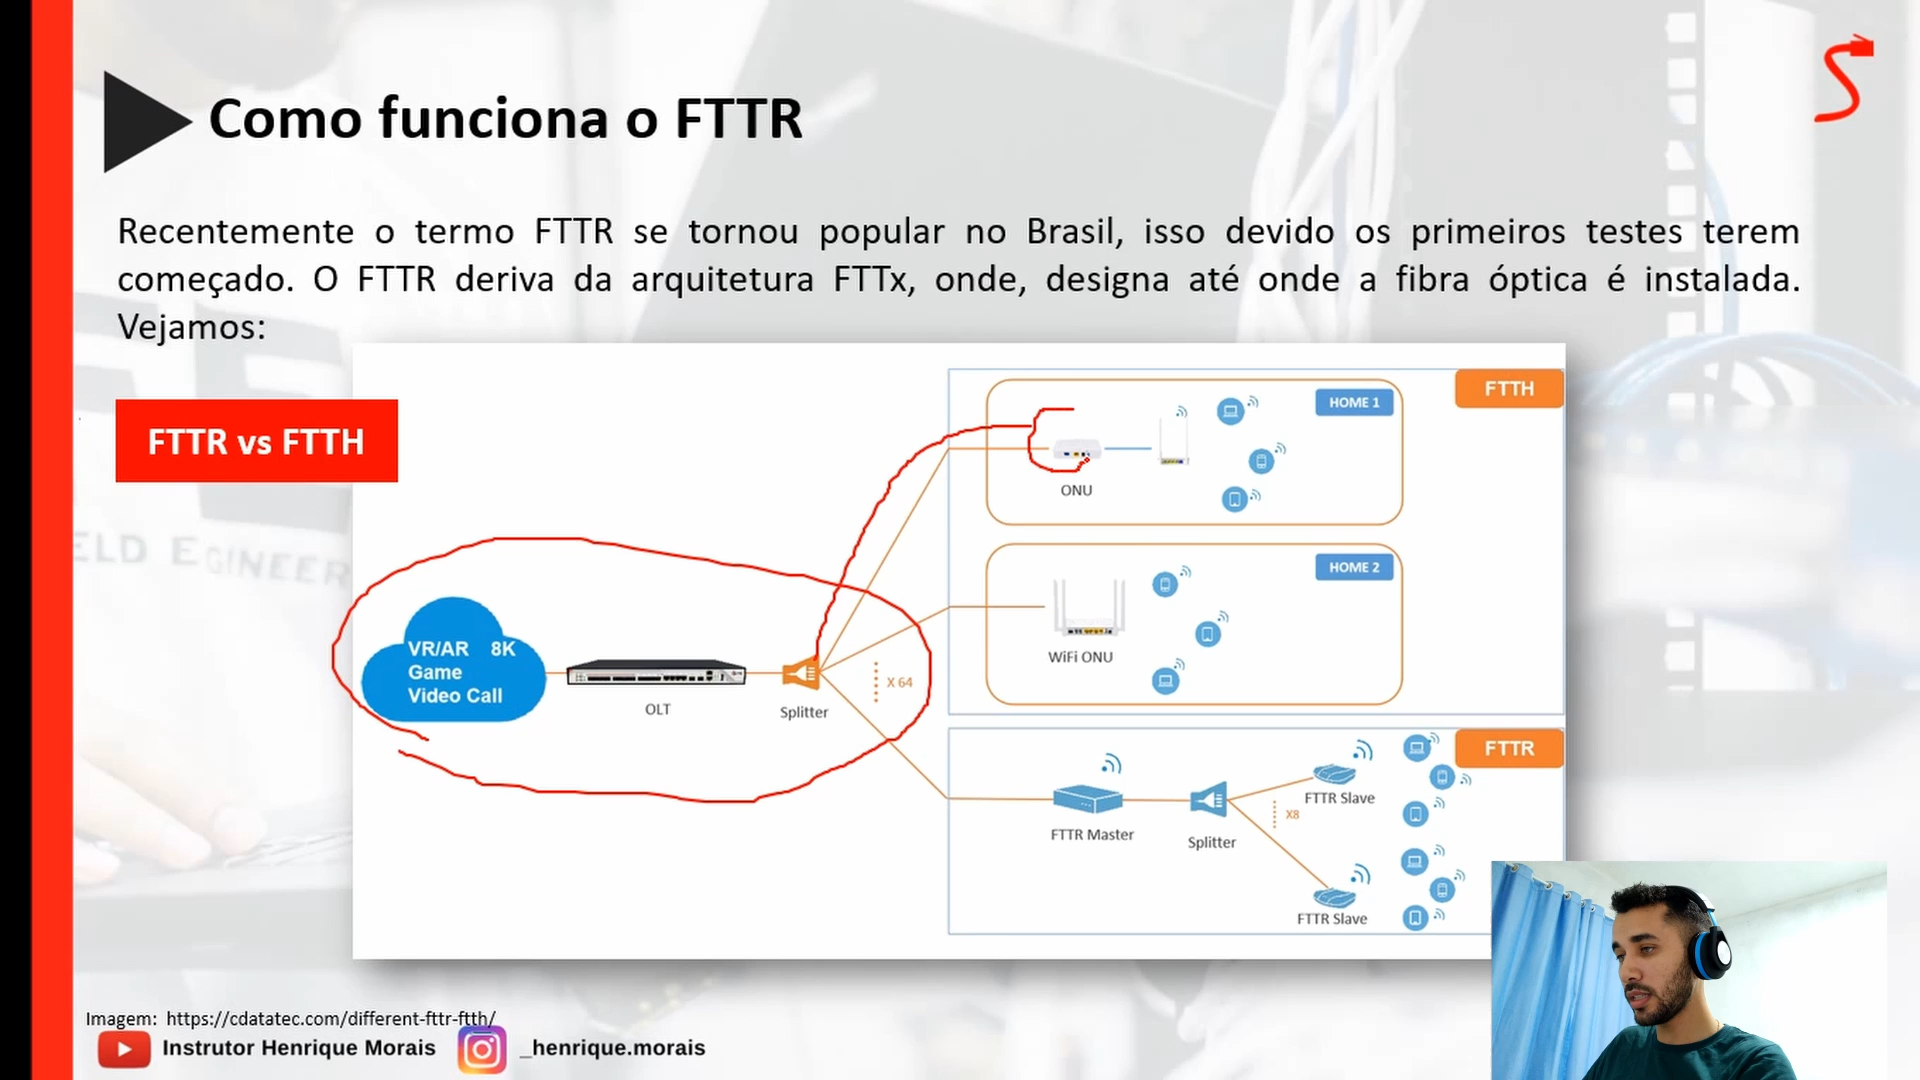 Como funciona o FTTR
Recentemente o termo FTTR se tornou popular no Brasil, isso devido os primeiros testes terem
começado. O FTTR deriva da arquitetura FTTx, onde, designa até onde a fibra óptica é instalada.
Vejamos:
FTTR vs FTTH
FTTH
HOME 1
ONU
HOME 2
WiFi ONU
VR/AR 8K
Game
Video Call
OLT
Splitter
X 64
FTTR
FTTR Master
Splitter
X8
FTTR Slave
FTTR Slave
ELD EGINEER
Imagem: https://cdatatec.com/different-fttr-ftth/
Instrutor Henrique Morais
_henrique.morais